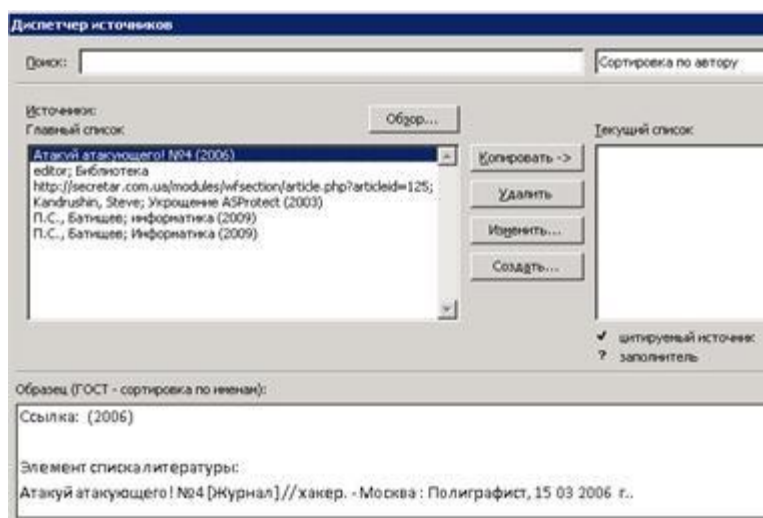 Диспетчер источников
Поиск:
Сортировка по автору
Источники:
Главный список
Обзор...
Текущий список
Атакуй атакующего! №4 (2006)
editor; Библиотека
http://secretar.com.ua/modules/wfsection/article.php?articleid=125;
Kandrushin, Steve; Укрощение ASProtect (2003)
П.С., Батищев; информатика (2009)
П.С., Батищев; Информатика (2009)
Копировать ->
Удалить
Изменить...
Создать...
✓ цитируемый источник
? заполнитель
Образец (ГОСТ - сортировка по именам):
Ссылка: (2006)
Элемент списка литературы:
Атакуй атакующего! №4 [Журнал] // хакер. - Москва : Полиграфист, 15 03 2006 г..